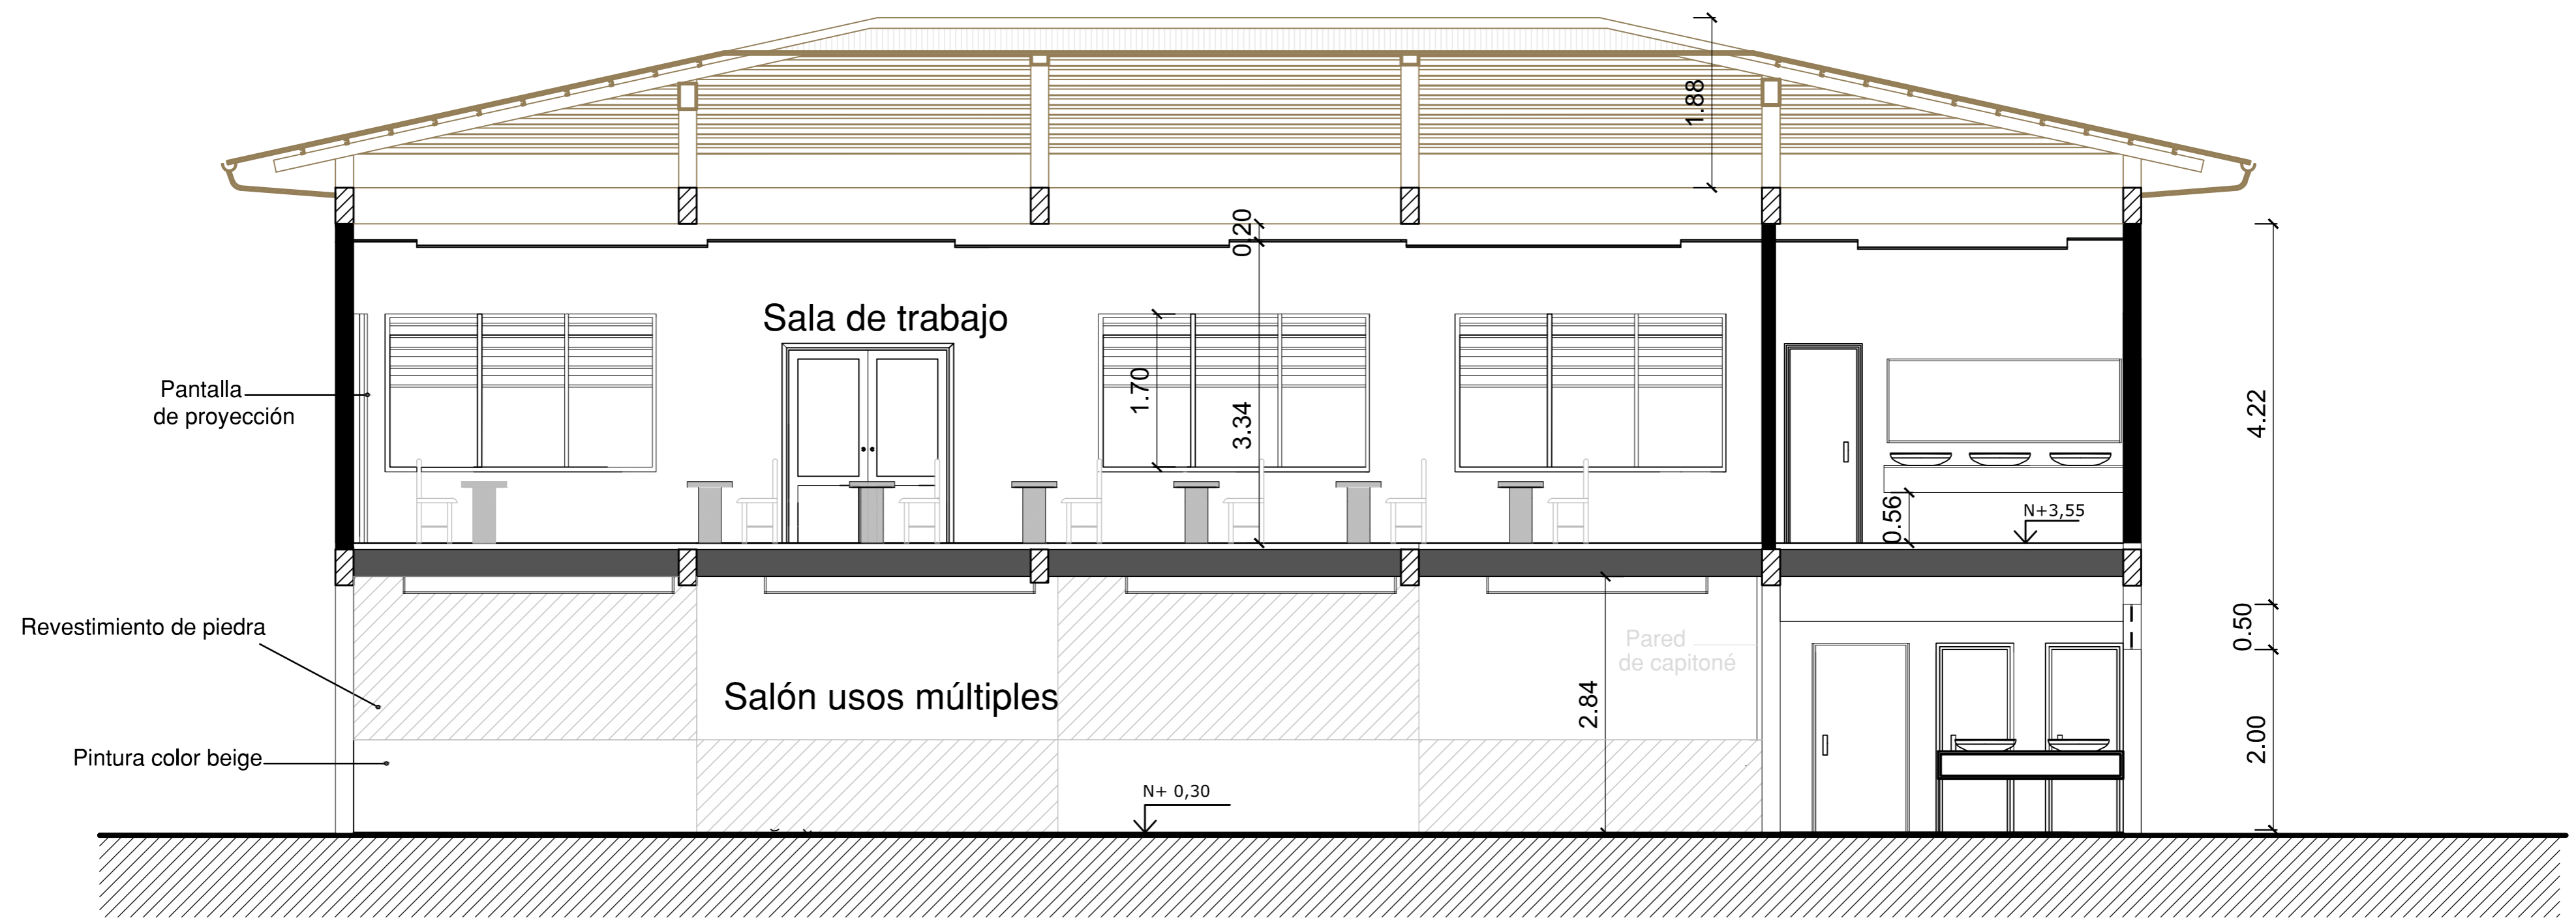 1.88
0.20
Sala de trabajo
Pantalla
de proyección
1.70
3.34
4.22
0.56
N+3,55
Revestimiento de piedra
Pared
de capitoné
0.50
Salón usos múltiples
2.84
2.00
Pintura color beige
N+ 0,30